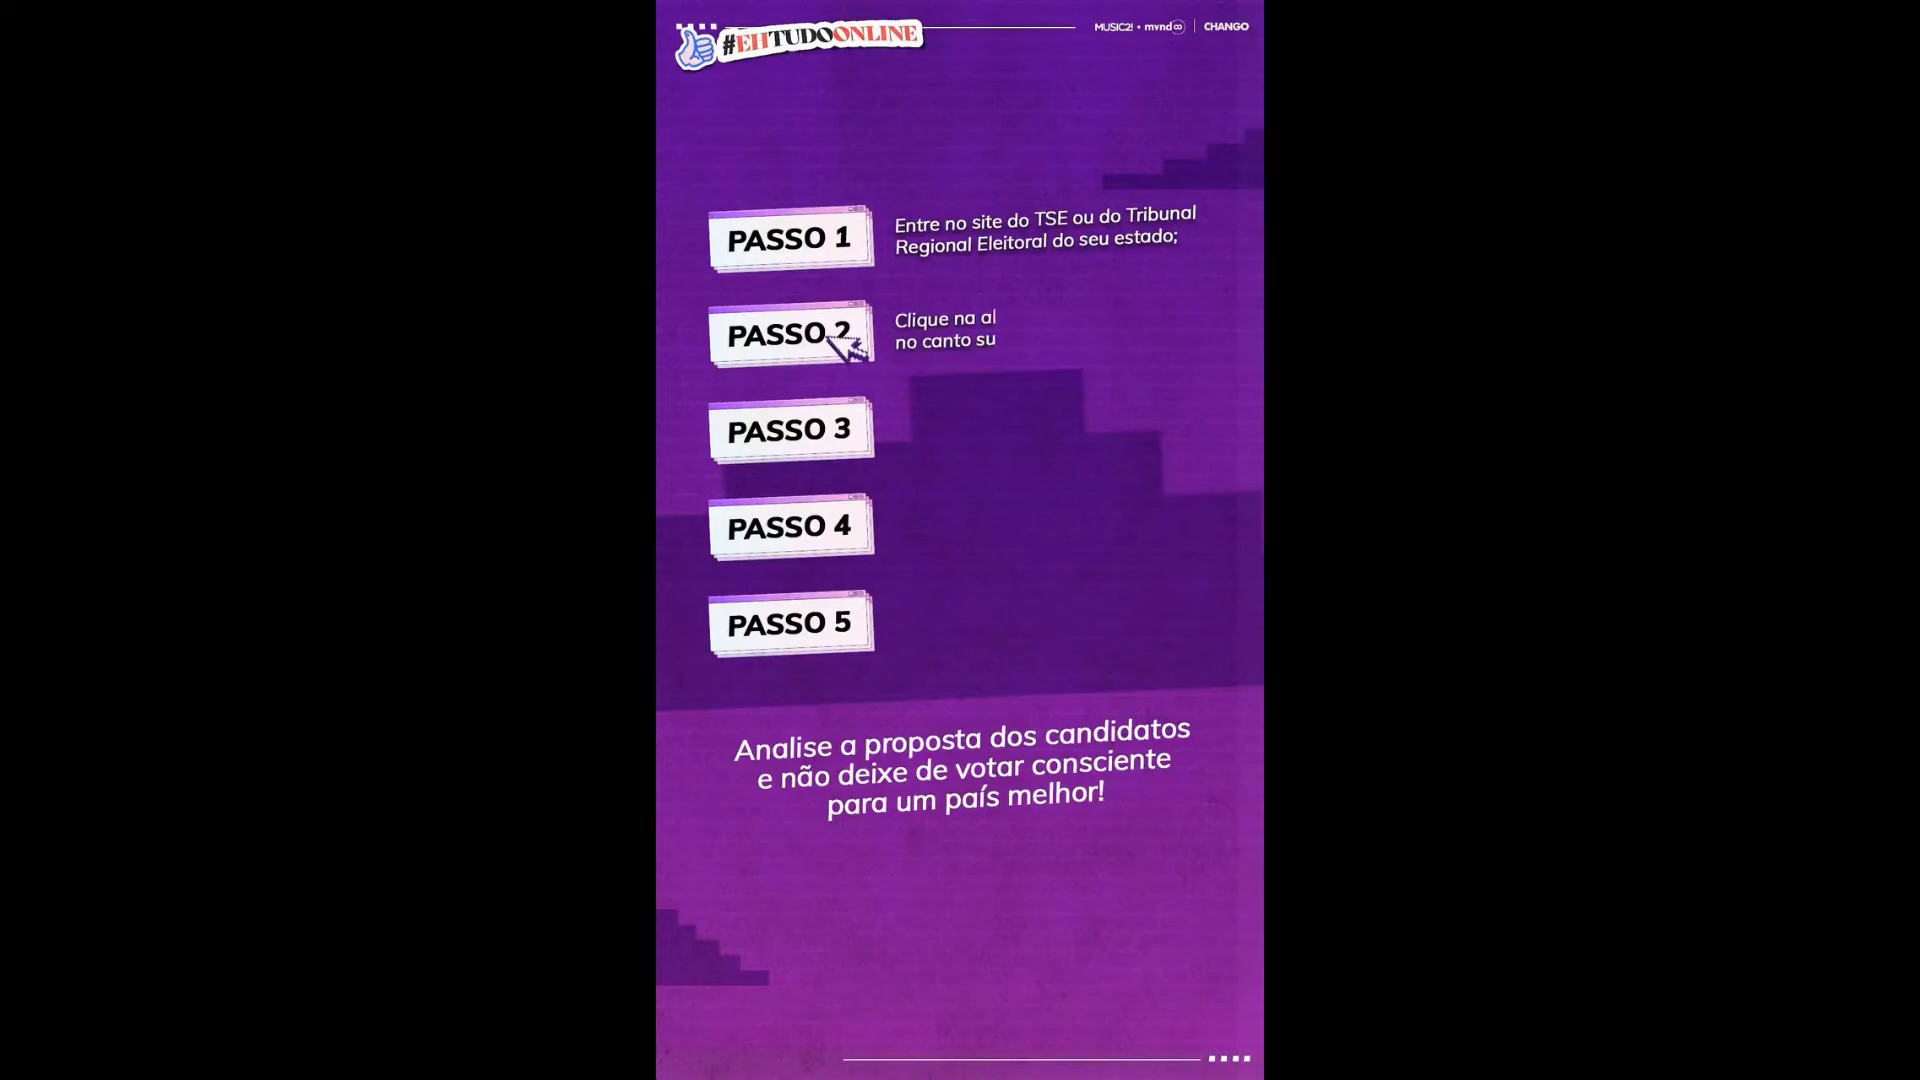 #EHTUDOONLINE
MUSIC2! • mynd∞ | CHANGO
PASSO 1
Entre no site do TSE ou do Tribunal
Regional Eleitoral do seu estado;
PASSO 2
Clique na al
no canto su
PASSO 3
PASSO 4
PASSO 5
Analise a proposta dos candidatos
e não deixe de votar consciente
para um país melhor!